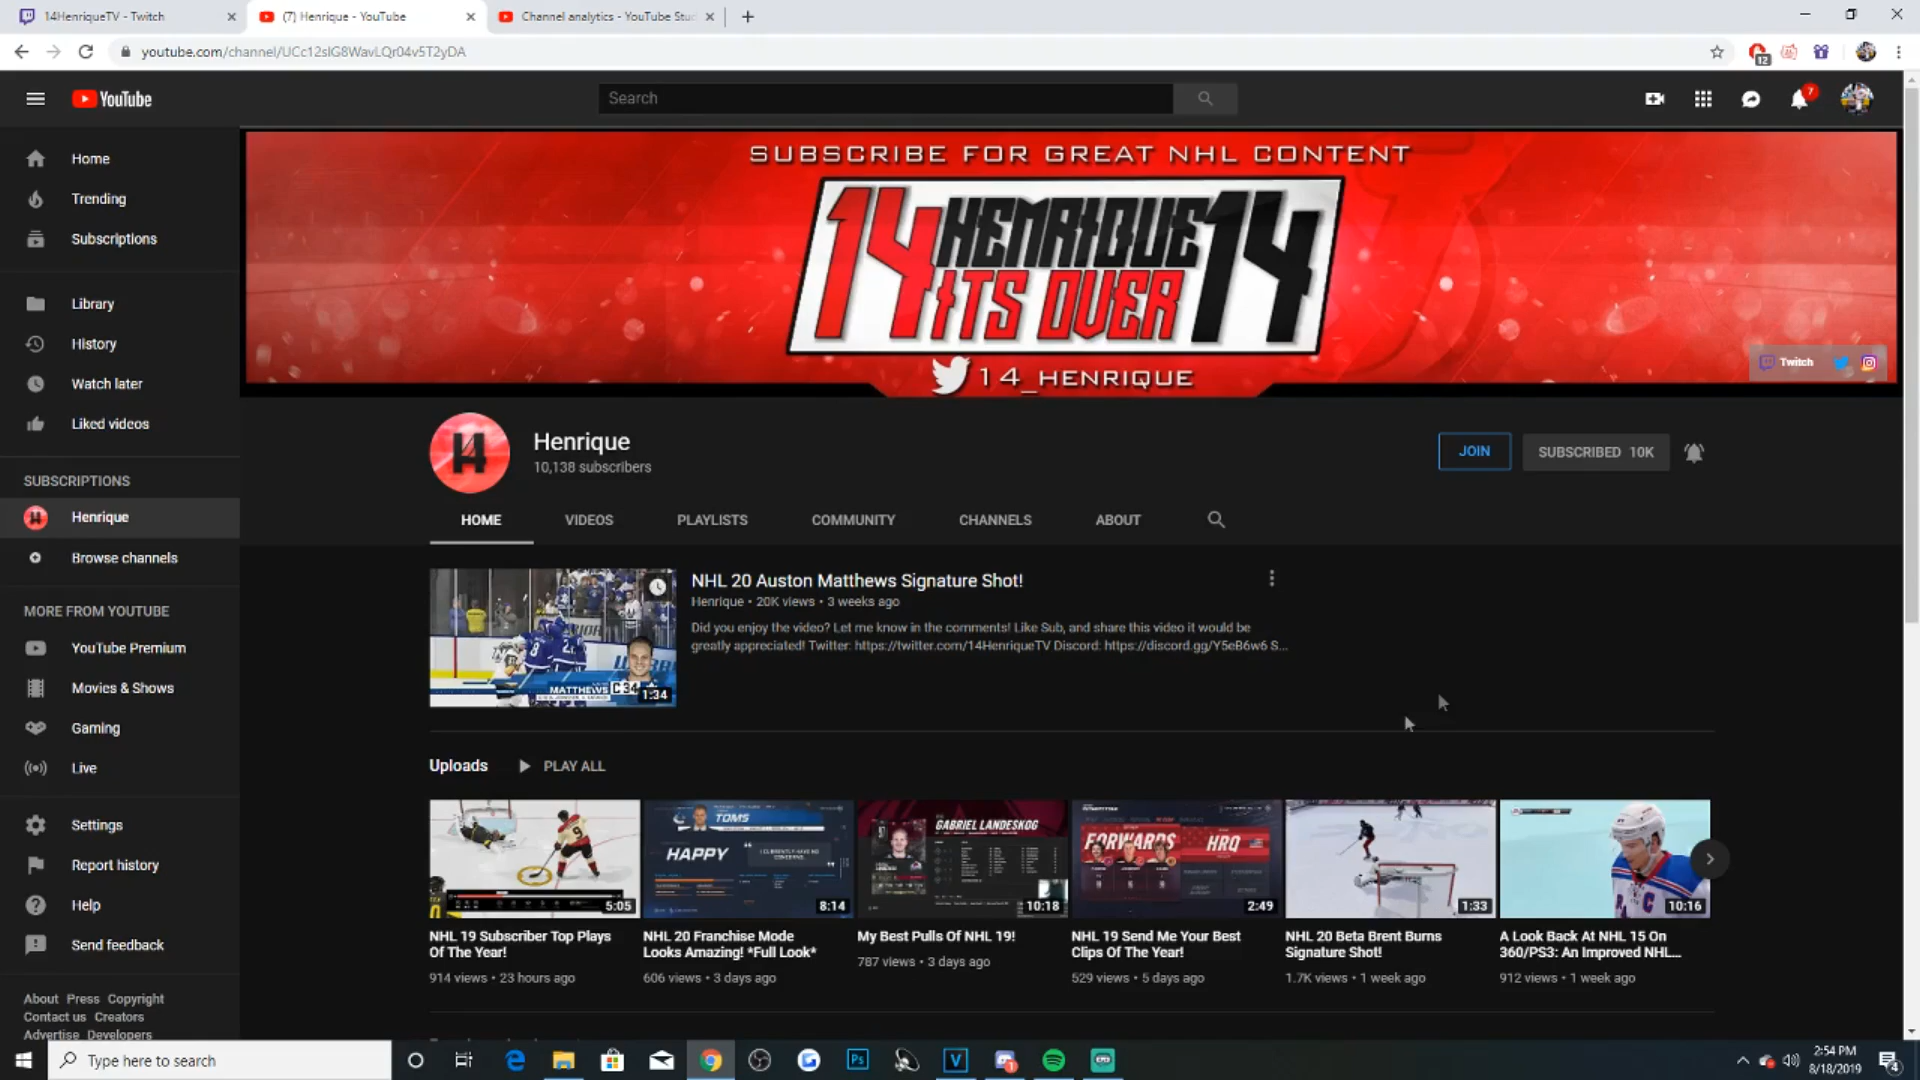 14HenriqueTV - Twitch
(7) Henrique - YouTube
Channel analytics - YouTube Stu
youtube.com/channel/UCc12slG8WavLQr04v5T2yDA
12
YouTube
Search
7
Home
Trending
Subscriptions
Library
History
Watch later
Liked videos
SUBSCRIPTIONS
Henrique
Browse channels
MORE FROM YOUTUBE
YouTube Premium
Movies & Shows
Gaming
Live
Settings
Report history
Help
Send feedback
About Press Copyright
Contact us Creators
Advertise Developers
SUBSCRIBE FOR GREAT NHL CONTENT
14 HENRIQUE 14
ITS OVER
14_HENRIQUE
Twitch
Henrique
10,138 subscribers
JOIN
SUBSCRIBED 10K
HOME
VIDEOS
PLAYLISTS
COMMUNITY
CHANNELS
ABOUT
MATTHEWS C 34
1:34
NHL 20 Auston Matthews Signature Shot!
Henrique • 20K views • 3 weeks ago
Did you enjoy the video? Let me know in the comments! Like Sub, and share this video it would be
greatly appreciated! Twitter: https://twitter.com/14HenriqueTV Discord: https://discord.gg/Y5eB6w6 S...
Uploads
PLAY ALL
9
5:05
NHL 19 Subscriber Top Plays
Of The Year!
914 views • 23 hours ago
TOMS
HAPPY
I CURRENTLY HAVE NO
CONCERNS.
8:14
NHL 20 Franchise Mode
Looks Amazing! *Full Look*
606 views • 3 days ago
GABRIEL LANDESKOG
10:18
My Best Pulls Of NHL 19!
787 views • 3 days ago
FORWARDS
HRQ
2:49
NHL 19 Send Me Your Best
Clips Of The Year!
529 views • 5 days ago
1:33
NHL 20 Beta Brent Burns
Signature Shot!
1.7K views • 1 week ago
10:16
A Look Back At NHL 15 On
360/PS3: An Improved NHL...
912 views • 1 week ago
Type here to search
Ps
V
2:54 PM
8/18/2019
4